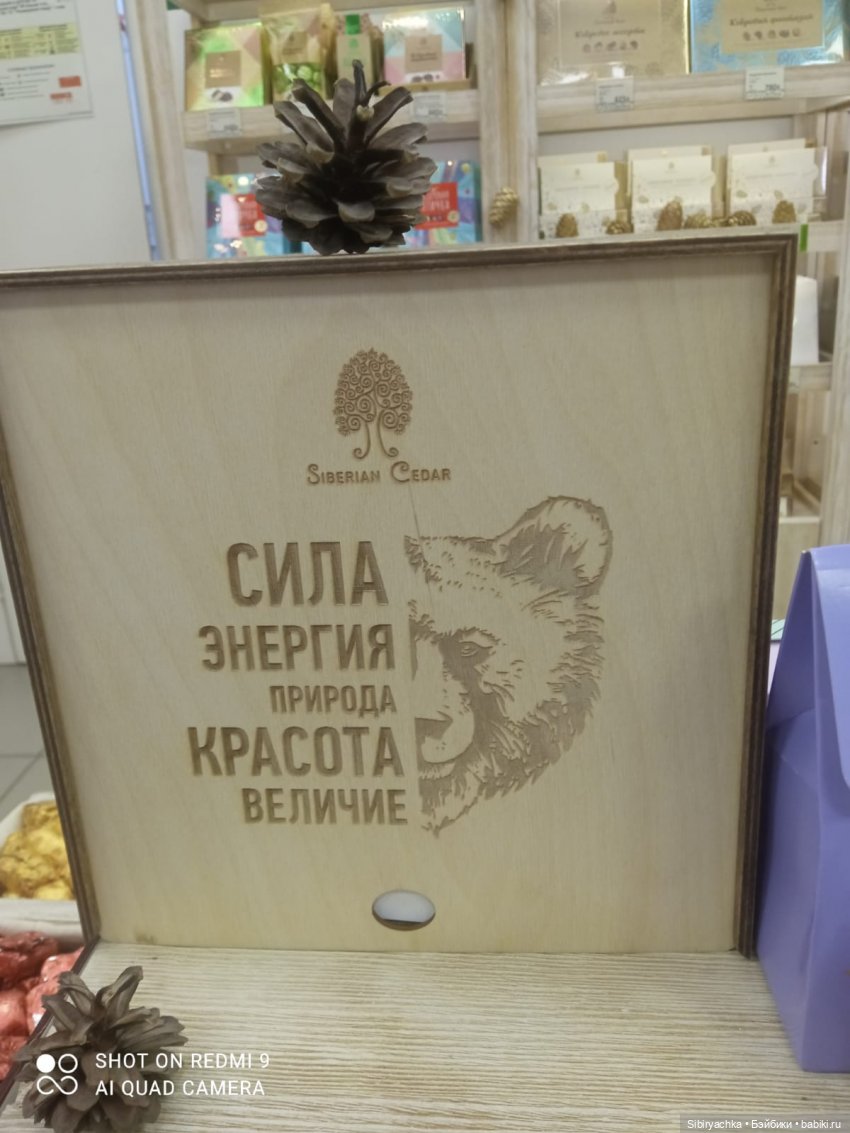 SIBERIAN CEDAR
СИЛА
ЭНЕРГИЯ
ПРИРОДА
КРАСОТА
ВЕЛИЧИЕ
SHOT ON REDMI 9
AI QUAD CAMERA
Sibiryachka • Бэйбики • babiki.ru